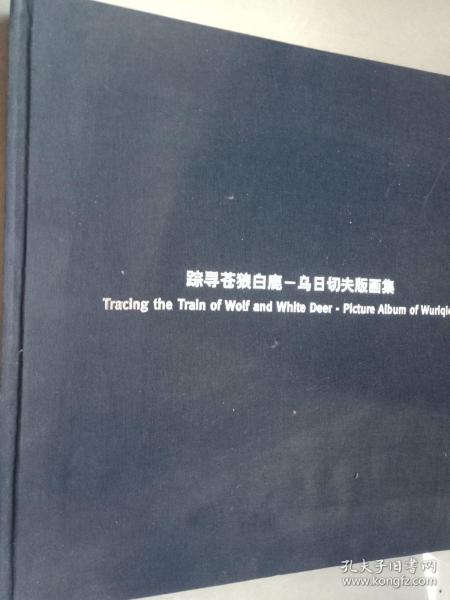 踪寻苍狼白鹿－乌日切夫版画集
Tracing the Train of Wolf and White Deer - Picture Album of Wuriqie
孔夫子旧书网
www.kongfz.com